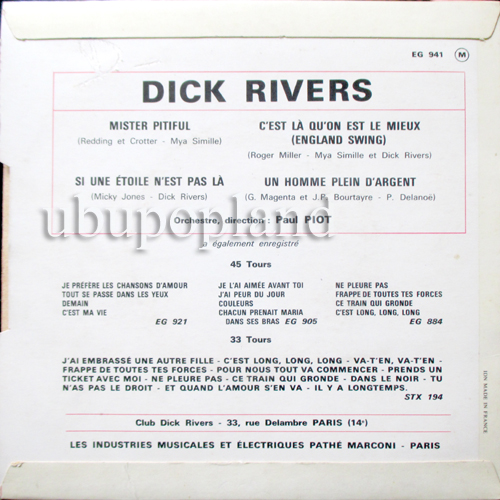 EG 941 M
DICK RIVERS
MISTER PITIFUL
(Redding et Crotter - Mya Simille)
C'EST LÀ QU'ON EST LE MIEUX
(ENGLAND SWING)
(Roger Miller - Mya Simille et Dick Rivers)
SI UNE ÉTOILE N'EST PAS LÀ
(Micky Jones - Dick Rivers)
UN HOMME PLEIN D'ARGENT
(G. Magenta et J.P. Bourtayre - P. Delanoé)
ubupopland
Orchestre, direction : Paul PIOT
a également enregistré
45 Tours
JE PRÉFÈRE LES CHANSONS D'AMOUR
TOUT SE PASSE DANS LES YEUX
DEMAIN
C'EST MA VIE
EG 921
JE L'AI AIMÉE AVANT TOI
J'AI PEUR DU JOUR
COULEURS
CHACUN PRENAIT MARIA
DANS SES BRAS EG 905
NE PLEURE PAS
FRAPPE DE TOUTES TES FORCES
CE TRAIN QUI GRONDE
C'EST LONG, LONG, LONG
EG 884
33 Tours
J'AI EMBRASSÉ UNE AUTRE FILLE - C'EST LONG, LONG, LONG - VA-T'EN, VA-T'EN -
FRAPPE DE TOUTES TES FORCES - POUR NOUS TOUT VA COMMENCER - PRENDS UN
TICKET AVEC MOI - NE PLEURE PAS - CE TRAIN QUI GRONDE - DANS LE NOIR - TU
N'AS PAS LE DROIT - ET QUAND L'AMOUR S'EN VA - IL Y A LONGTEMPS.
STX 194
Club Dick Rivers - 33, rue Delambre PARIS (14e)
LES INDUSTRIES MUSICALES ET ÉLECTRIQUES PATHÉ MARCONI - PARIS
MADE IN FRANCE